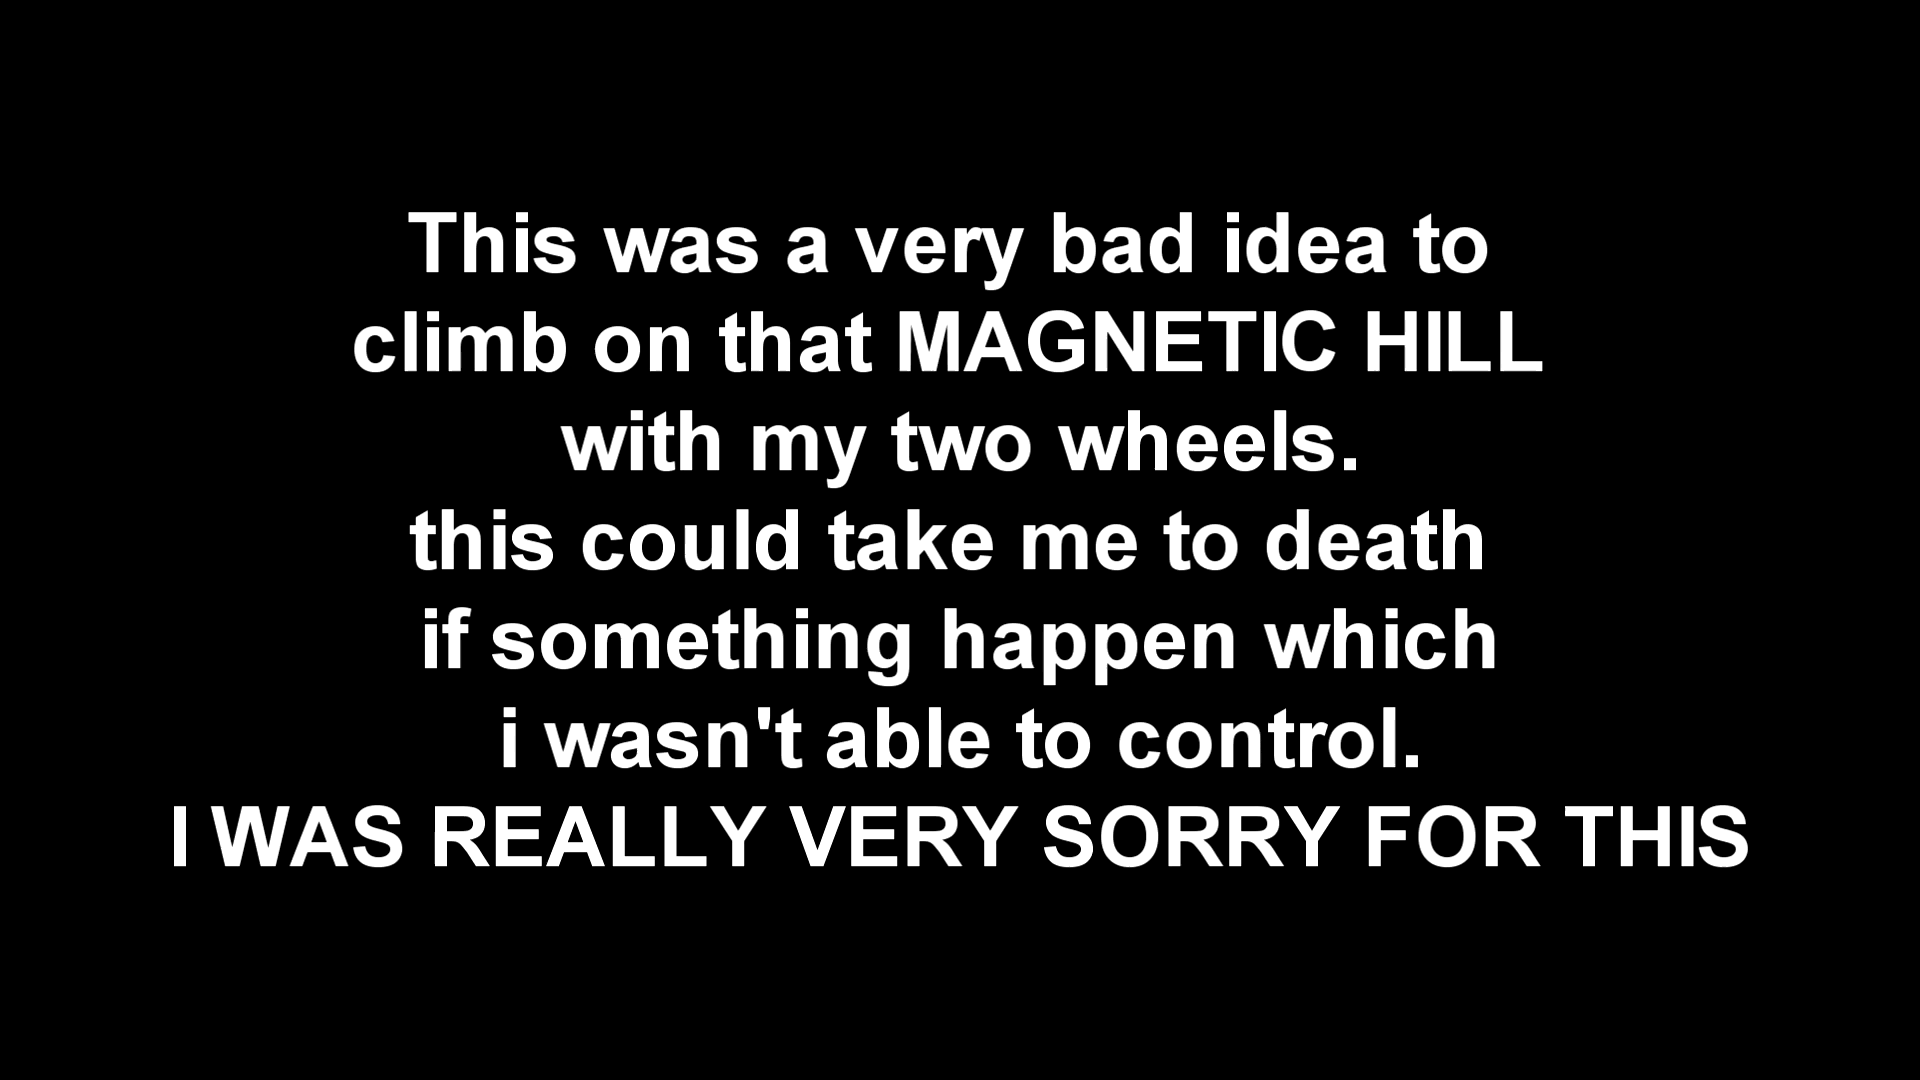 This was a very bad idea to
climb on that MAGNETIC HILL
with my two wheels.
this could take me to death
if something happen which
i wasn't able to control.
I WAS REALLY VERY SORRY FOR THIS